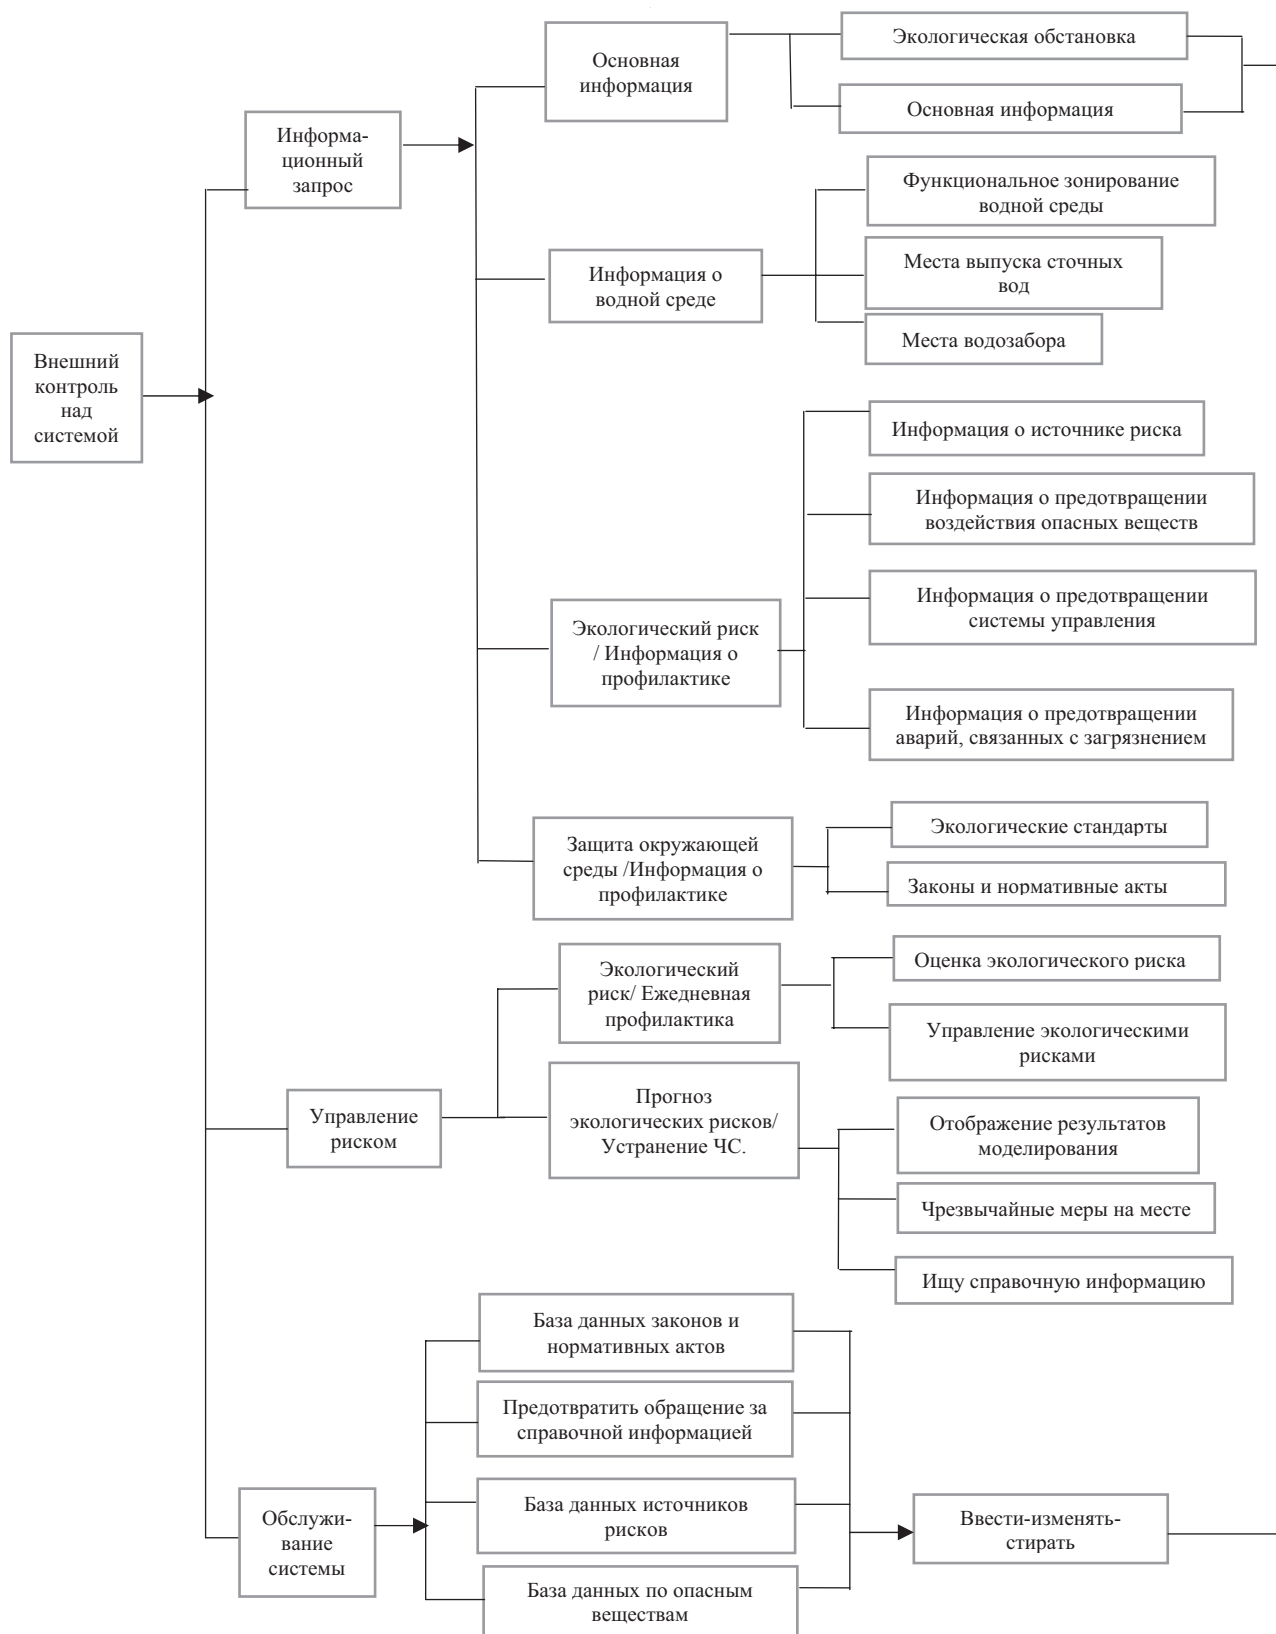 Внешний
контроль
над
системой
Информа-
ционный
запрос
Основная
информация
Экологическая обстановка
Основная информация
Информация о
водной среде
Функциональное зонирование
водной среды
Места выпуска сточных
вод
Места водозабора
Экологический риск
/ Информация о
профилактике
Информация о источнике риска
Информация о предотвращении
воздействия опасных веществ
Информация о предотвращении
системы управления
Информация о предотвращении
аварий, связанных с загрязнением
Защита окружающей
среды /Информация о
профилактике
Экологические стандарты
Законы и нормативные акты
Управление
риском
Экологический
риск/ Ежедневная
профилактика
Оценка экологического риска
Управление экологическими
рисками
Прогноз
экологических рисков/
Устранение ЧС.
Отображение результатов
моделирования
Чрезвычайные меры на месте
Ищу справочную информацию
Обслужи-
вание
системы
База данных законов и
нормативных актов
Предотвратить обращение за
справочной информацией
База данных источников
рисков
База данных по опасным
веществам
Ввести-изменять-
стирать